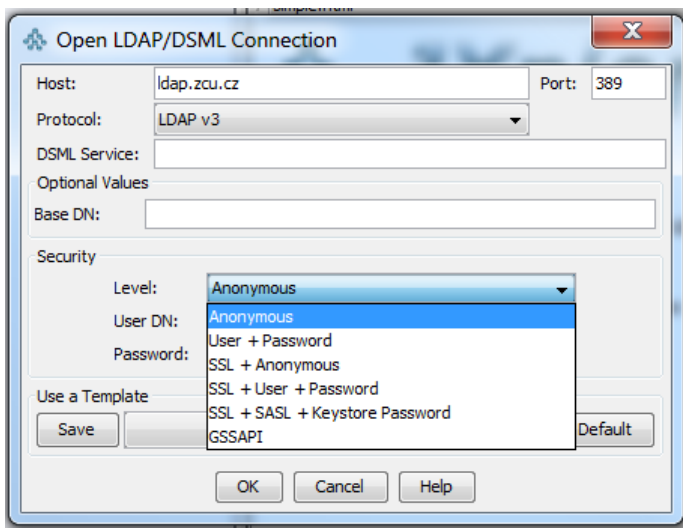 Open LDAP/DSML Connection
Host: ldap.zcu.cz Port: 389
Protocol: LDAP v3
DSML Service:
Optional Values
Base DN:
Security
Level: Anonymous
Anonymous
User DN:
User + Password
Password:
SSL + Anonymous
SSL + User + Password
SSL + SASL + Keystore Password
GSSAPI
Use a Template
Save Default
OK Cancel Help